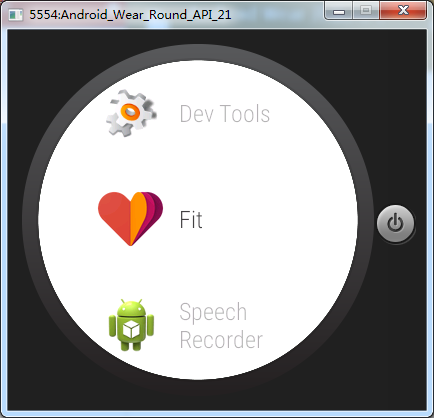 5554:Android_Wear_Round_API_21
Dev Tools
Fit
Speech
Recorder